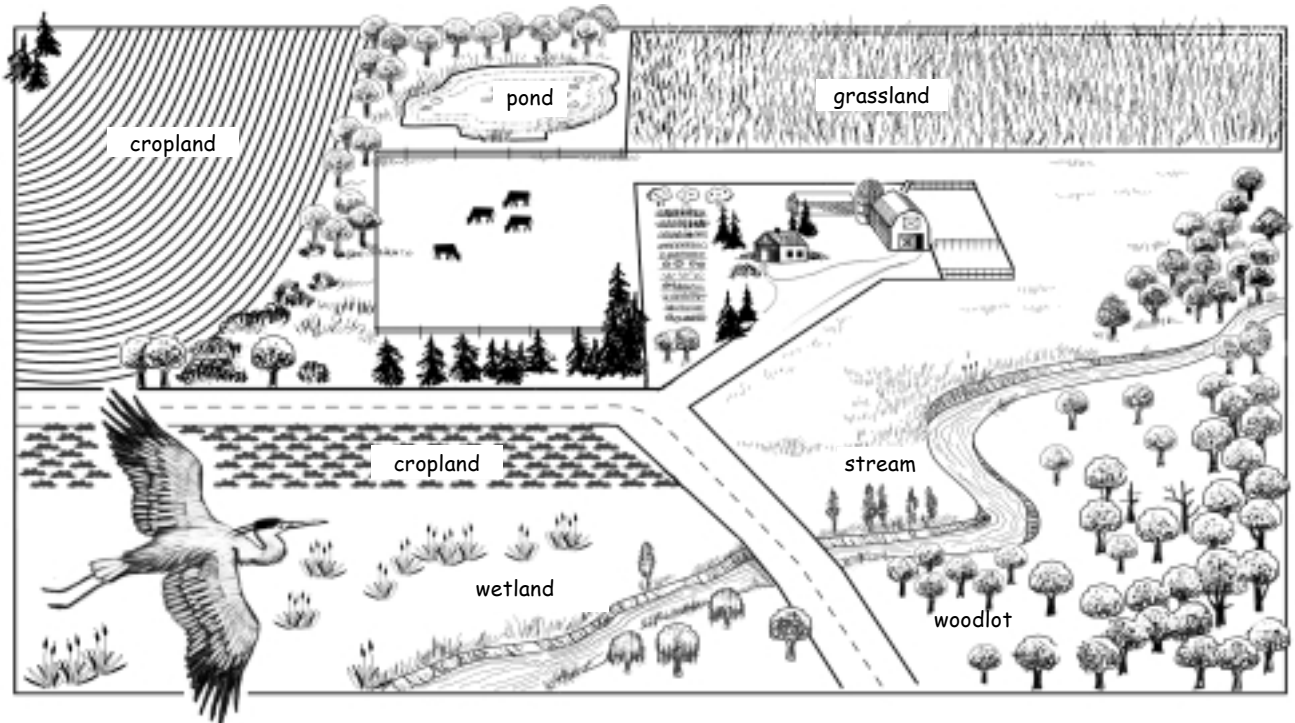 pond
grassland
cropland
cropland
stream
wetland
woodlot